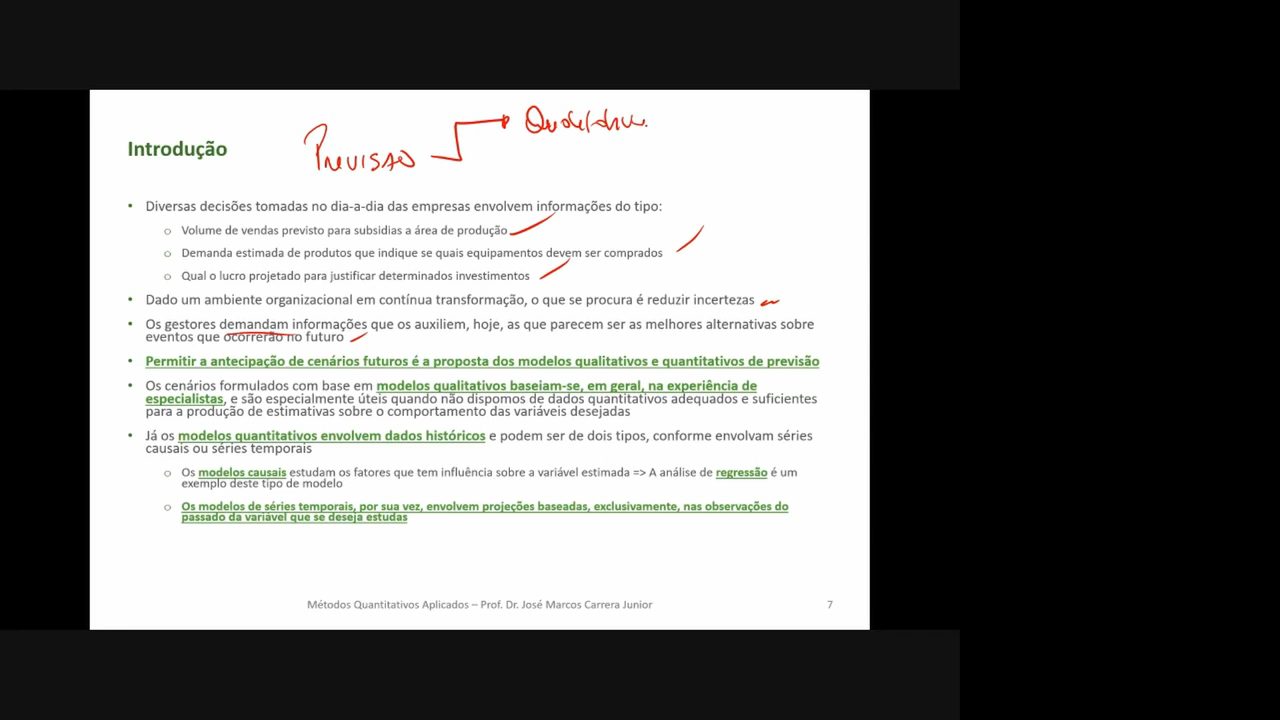 Introdução
PREVISÃO
• Diversas decisões tomadas no dia-a-dia das empresas envolvem informações do tipo:
o Volume de vendas previsto para subsidias a área de produção
o Demanda estimada de produtos que indique se quais equipamentos devem ser comprados
o Qual o lucro projetado para justificar determinados investimentos
• Dado um ambiente organizacional em contínua transformação, o que se procura é reduzir incertezas
• Os gestores demandam informações que os auxiliem, hoje, as que parecem ser as melhores alternativas sobre
eventos que ocorrerão no futuro
• Permitir a antecipação de cenários futuros é a proposta dos modelos qualitativos e quantitativos de previsão
• Os cenários formulados com base em modelos qualitativos baseiam-se, em geral, na experiência de
especialistas, e são especialmente úteis quando não dispomos de dados quantitativos adequados e suficientes
para a produção de estimativas sobre o comportamento das variáveis desejadas
• Já os modelos quantitativos envolvem dados históricos e podem ser de dois tipos, conforme envolvam séries
causais ou séries temporais
o Os modelos causais estudam os fatores que tem influência sobre a variável estimada => A análise de regressão é um
exemplo deste tipo de modelo
o Os modelos de séries temporais, por sua vez, envolvem projeções baseadas, exclusivamente, nas observações do
passado da variável que se deseja estudas
Métodos Quantitativos Aplicados – Prof. Dr. José Marcos Carrera Junior
7